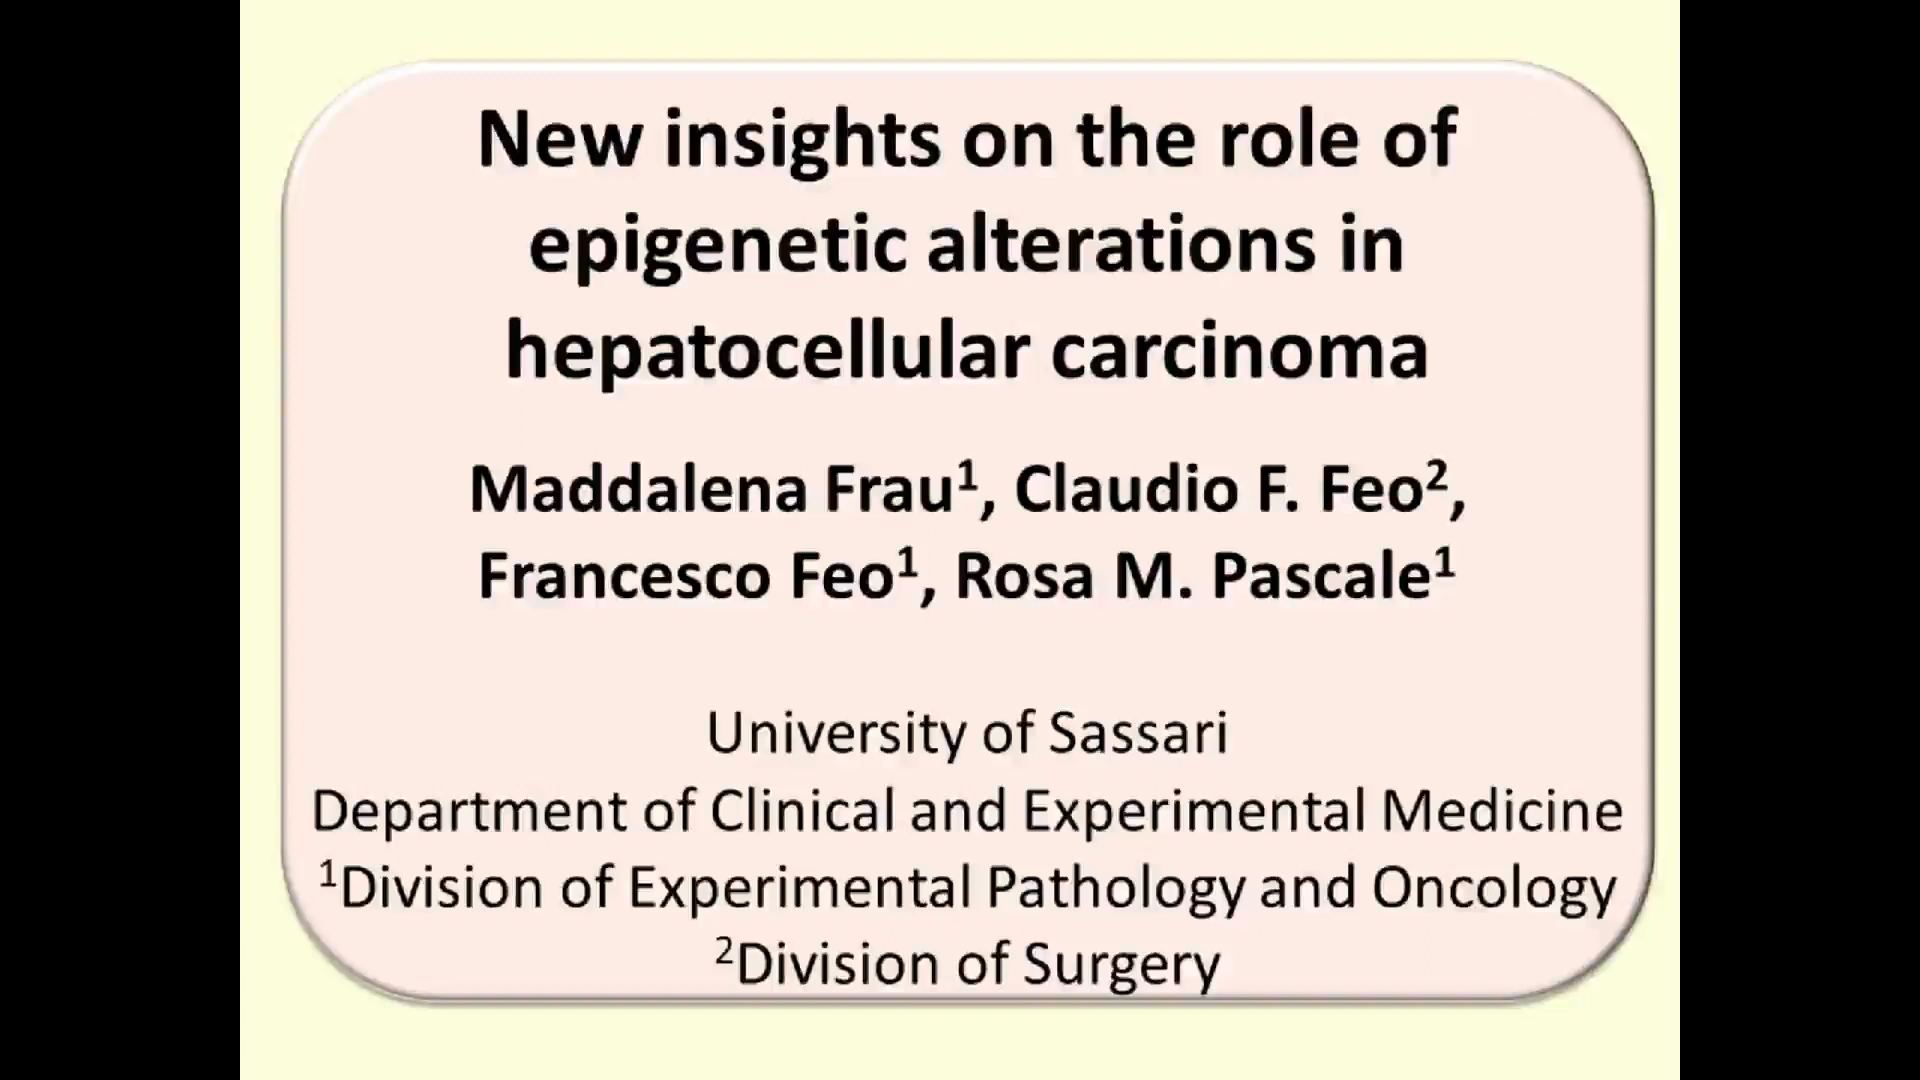 New insights on the role of
epigenetic alterations in
hepatocellular carcinoma
Maddalena Frau¹, Claudio F. Feo²,
Francesco Feo¹, Rosa M. Pascale¹
University of Sassari
Department of Clinical and Experimental Medicine
¹Division of Experimental Pathology and Oncology
²Division of Surgery